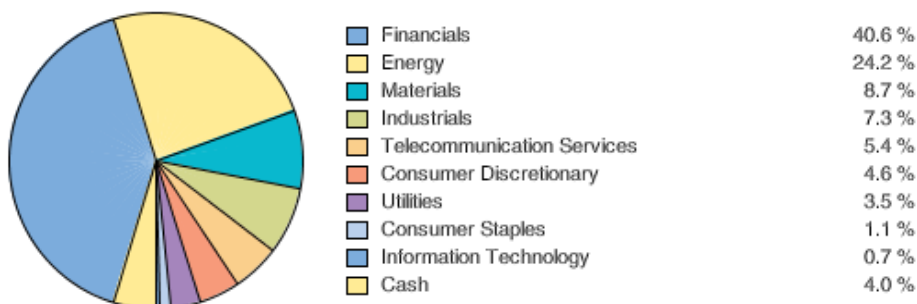 Financials 40.6 %
Energy 24.2 %
Materials 8.7 %
Industrials 7.3 %
Telecommunication Services 5.4 %
Consumer Discretionary 4.6 %
Utilities 3.5 %
Consumer Staples 1.1 %
Information Technology 0.7 %
Cash 4.0 %